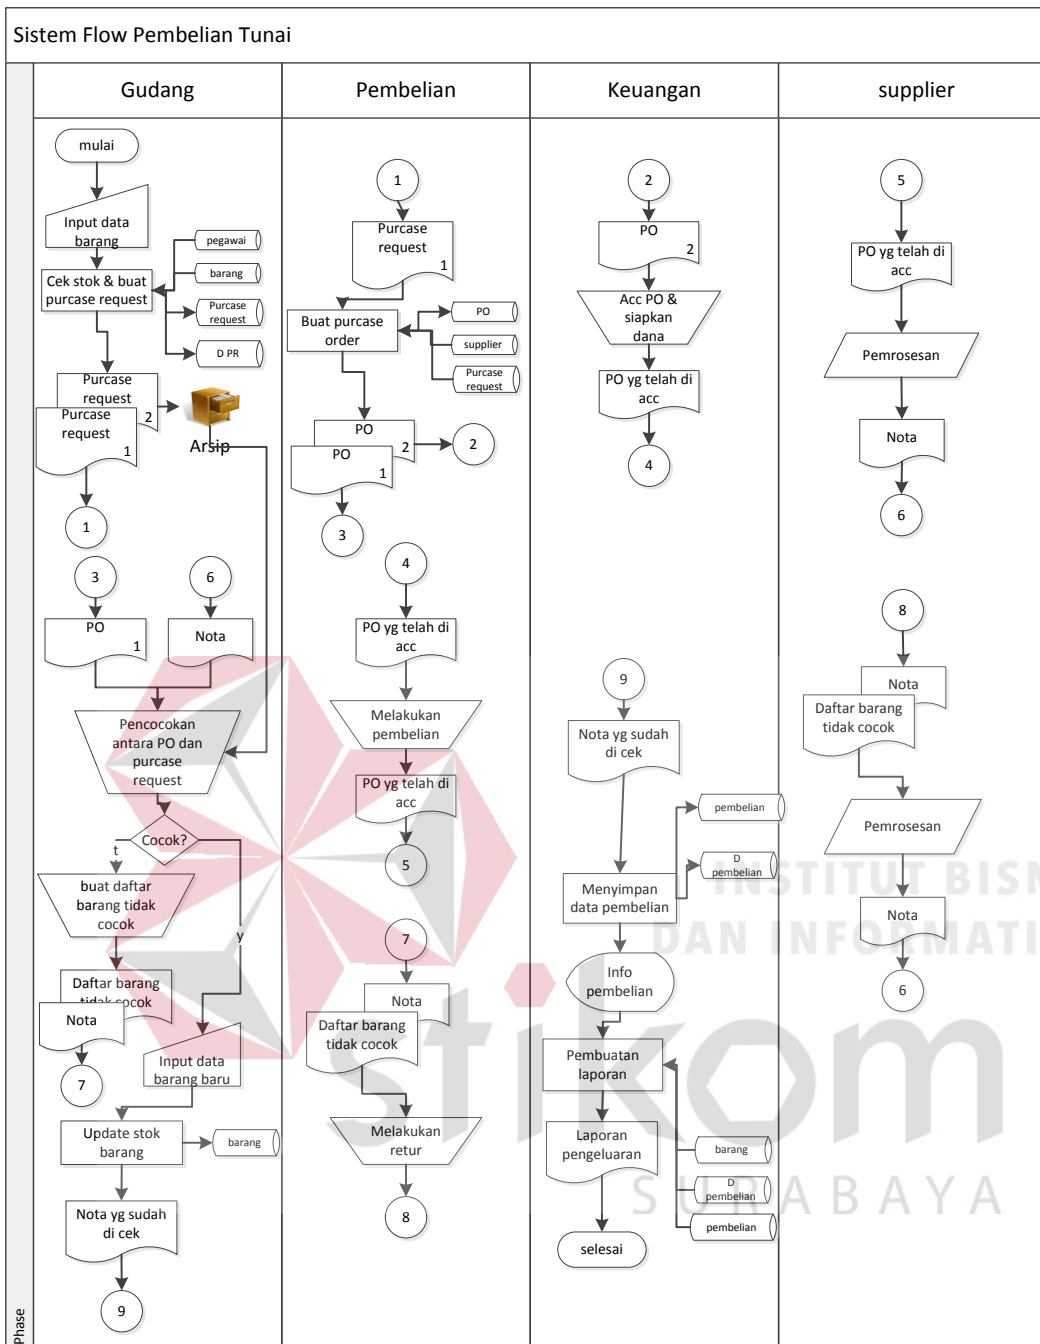 Sistem Flow Pembelian Tunai
Phase
Gudang
Pembelian
Keuangan
supplier
mulai
Input data
barang
Cek stok & buat
purcase request
pegawai
barang
Purcase
request
D PR
Purcase
request
2
Purcase
request
1
Arsip
1
3
6
PO
1
Nota
Pencocokan
antara PO dan
purcase
request
Cocok?
t
y
buat daftar
barang tidak
cocok
Daftar barang
tidak cocok
Nota
7
Input data
barang baru
Update stok
barang
barang
Nota yg sudah
di cek
9
1
Purcase
request
1
Buat purcase
order
PO
supplier
Purcase
request
PO
2
PO
1
2
3
4
PO yg telah di
acc
Melakukan
pembelian
PO yg telah di
acc
5
7
Nota
Daftar barang
tidak cocok
Melakukan
retur
8
2
PO
2
Acc PO &
siapkan
dana
PO yg telah di
acc
4
9
Nota yg sudah
di cek
pembelian
D
pembelian
Menyimpan
data pembelian
Info
pembelian
Pembuatan
laporan
Laporan
pengeluaran
barang
D
pembelian
pembelian
selesai
5
PO yg telah di
acc
Pemrosesan
Nota
6
8
Nota
Daftar barang
tidak cocok
Pemrosesan
Nota
6
INSTITUT BISN
DAN INFORMATI
stikom
SURABAYA